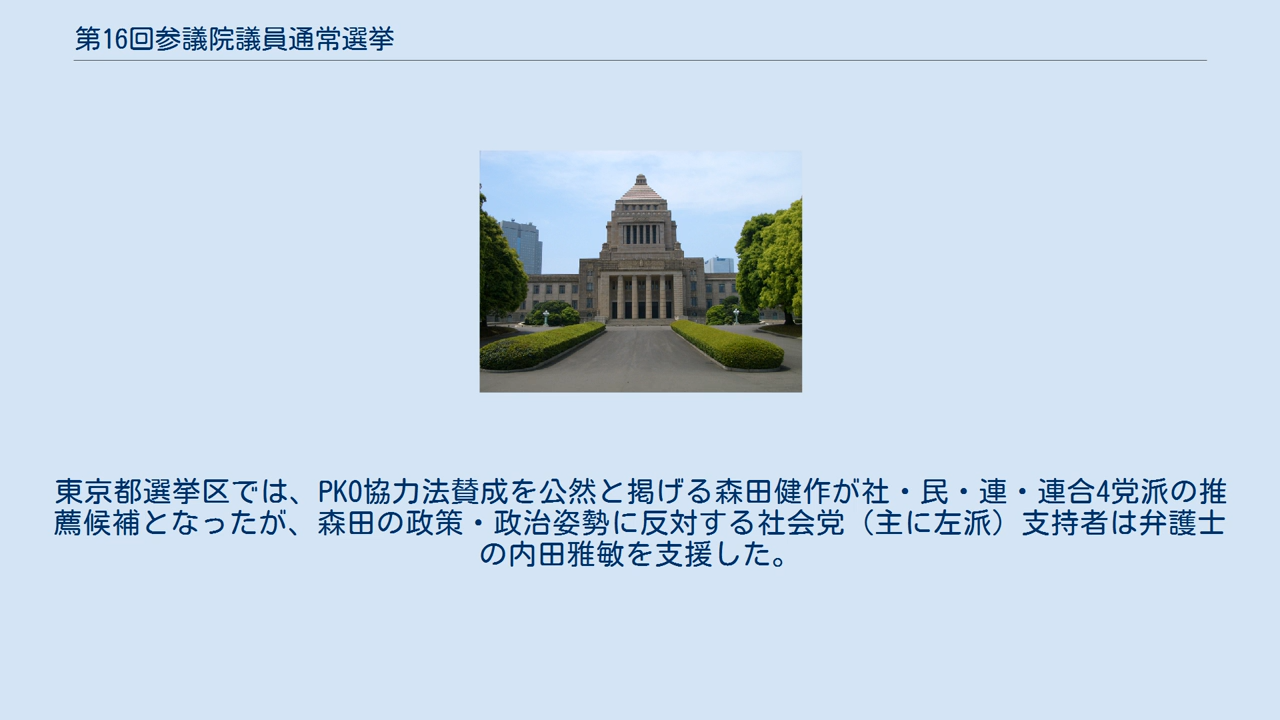 第16回参議院議員通常選挙
東京都選挙区では、PKO協力法賛成を公然と掲げる森田健作が社・民・連・連合4党派の推
薦候補となったが、森田の政策・政治姿勢に反対する社会党（主に左派）支持者は弁護士
の内田雅敏を支援した。